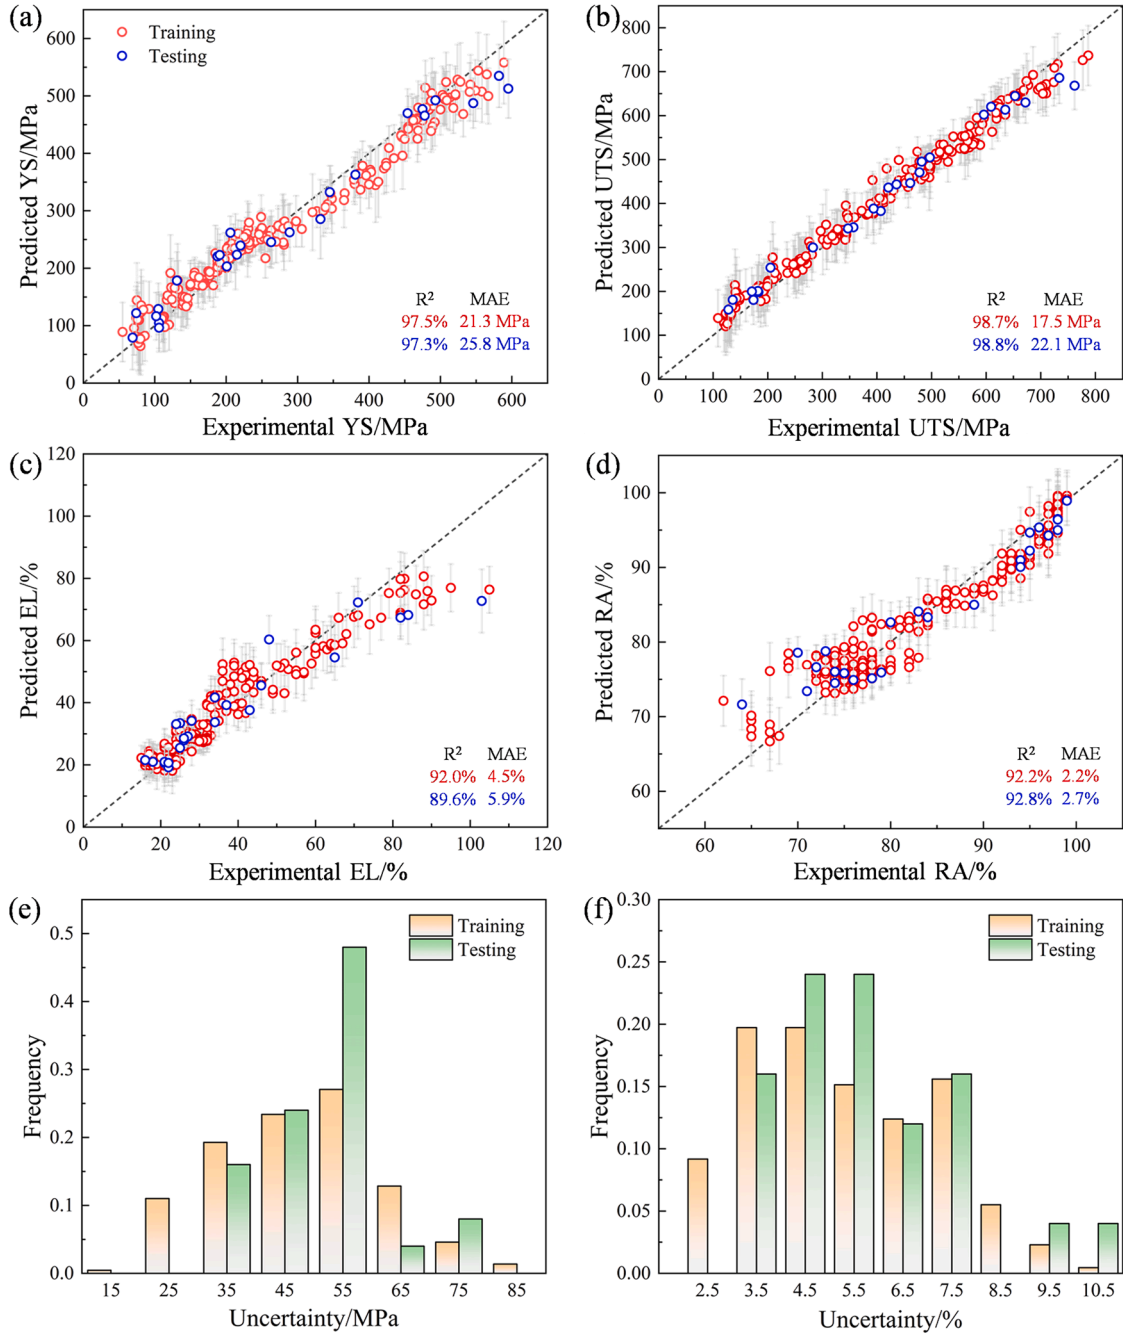 (a)
Training
Testing
600
500
400
300
200
100
0
Predicted YS/MPa
R² MAE
97.5% 21.3 MPa
97.3% 25.8 MPa
0 100 200 300 400 500 600
Experimental YS/MPa
(b)
800
700
600
500
400
300
200
100
0
Predicted UTS/MPa
R² MAE
98.7% 17.5 MPa
98.8% 22.1 MPa
100 200 300 400 500 600 700 800
Experimental UTS/MPa
(c)
120
100
80
60
40
20
0
Predicted EL/%
R² MAE
92.0% 4.5%
89.6% 5.9%
0 20 40 60 80 100 120
Experimental EL/%
(d)
100
90
80
70
60
Predicted RA/%
R² MAE
92.2% 2.2%
92.8% 2.7%
60 70 80 90 100
Experimental RA/%
(e)
Training
Testing
0.5
0.4
0.3
0.2
0.1
0.0
Frequency
15 25 35 45 55 65 75 85
Uncertainty/MPa
(f)
Training
Testing
0.30
0.25
0.20
0.15
0.10
0.05
0.00
Frequency
2.5 3.5 4.5 5.5 6.5 7.5 8.5 9.5 10.5
Uncertainty/%